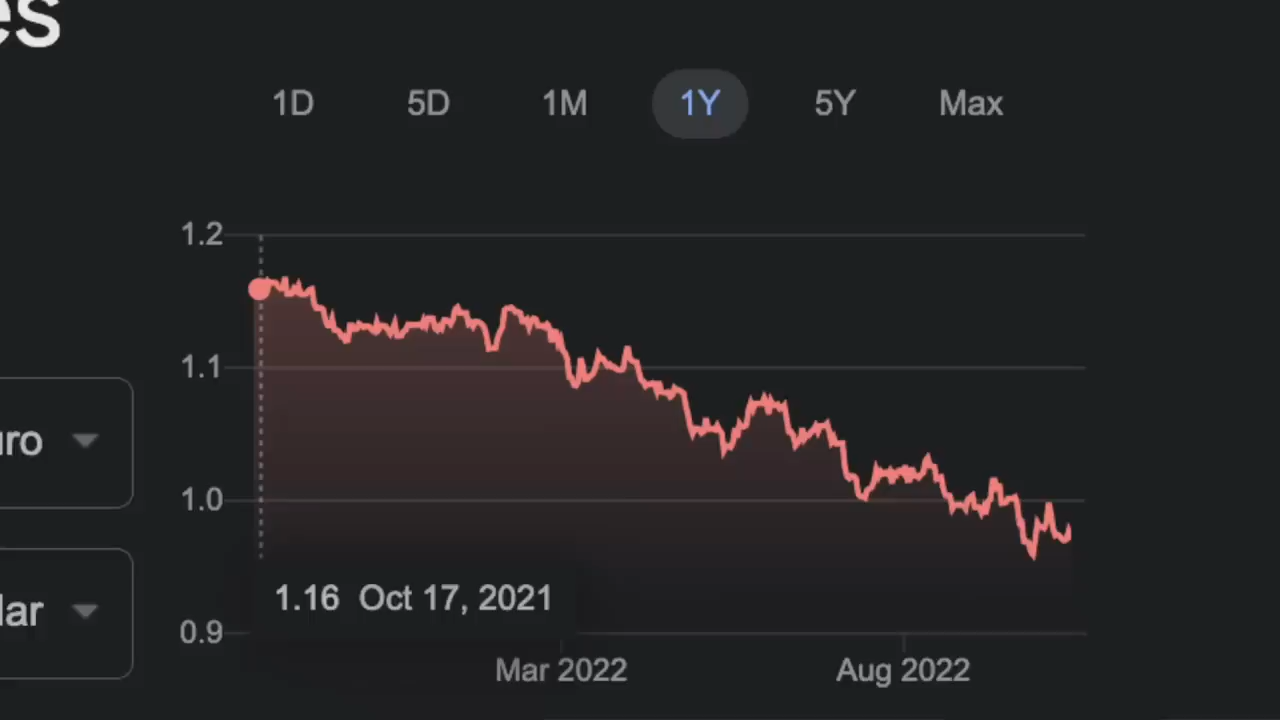 es
1D 5D 1M 1Y 5Y Max
1.2
1.1
1.0
0.9
uro
lar
1.16 Oct 17, 2021
Mar 2022 Aug 2022